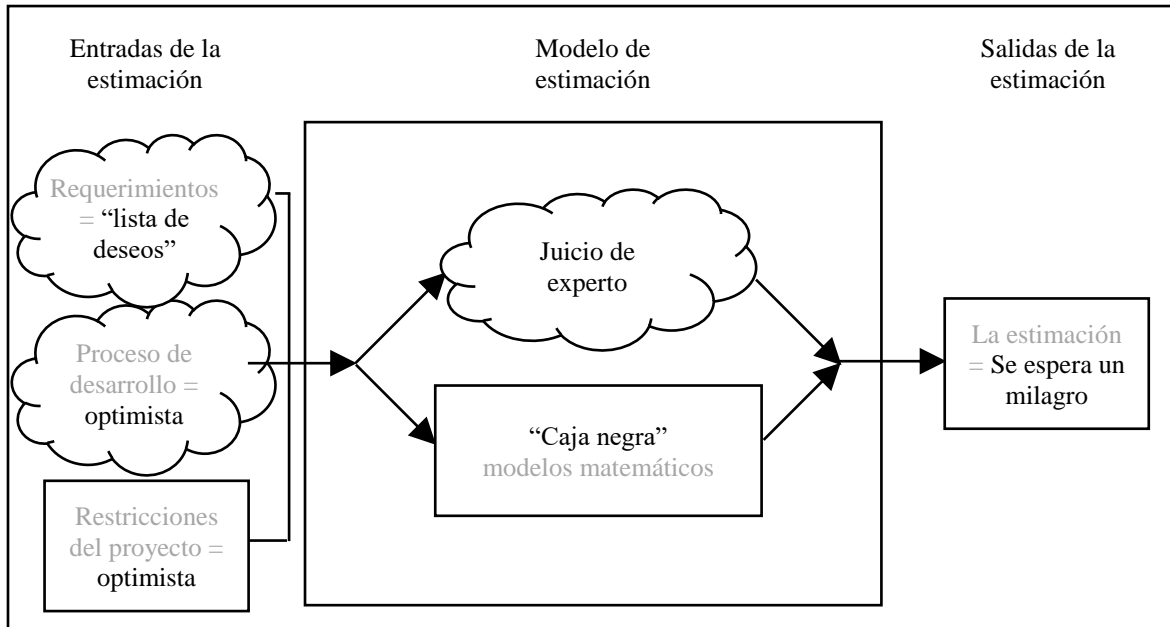 Entradas de la
estimación
Modelo de
estimación
Salidas de la
estimación
Requerimientos
= “lista de
deseos”
Proceso de
desarrollo =
optimista
Restricciones
del proyecto =
optimista
Juicio de
experto
“Caja negra”
modelos matemáticos
La estimación
= Se espera un
milagro